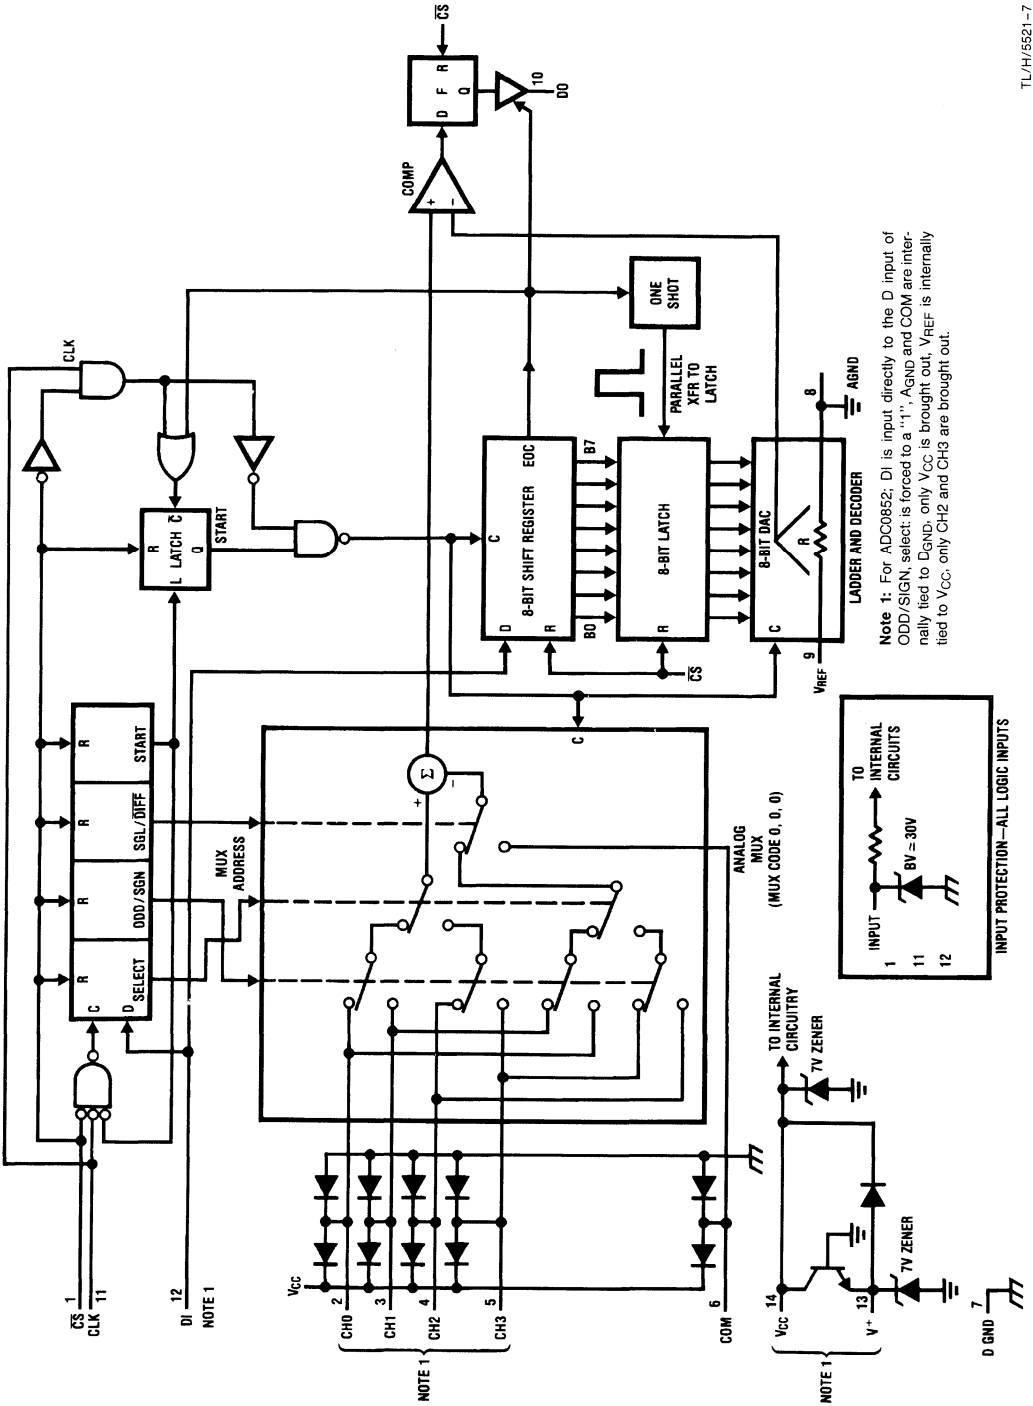 TL/H/5521–7
CS
D F R
Q
10
DO
COMP
+
−
CLK
R
L LATCH C
Q
START
ONE
SHOT
PARALLEL
XFR TO
LATCH
C
EOC
8-BIT SHIFT REGISTER
D
R
B7
B0
8-BIT LATCH
R
CS
8-BIT DAC
R
C
LADDER AND DECODER
8
AGND
9
VREF
Note 1: For ADC0852; DI is input directly to the D input of
ODD/SIGN, select: is forced to a “1”, AGND and COM are inter-
nally tied to DGND, only VCC is brought out, VREF is internally
tied to VCC, only CH2 and CH3 are brought out.
R
R
R
R
C
D
SELECT
ODD/SGN
SGL/DIFF
START
MUX
ADDRESS
Σ
+
−
C
ANALOG
MUX
(MUX CODE 0, 0, 0)
CS
1
CLK
11
DI
12
NOTE 1
VCC
CH0
2
CH1
3
CH2
4
CH3
5
NOTE 1
COM
6
INPUT
TO
INTERNAL
CIRCUITS
BV = 30V
1
11
12
INPUT PROTECTION—ALL LOGIC INPUTS
TO INTERNAL
CIRCUITRY
7V ZENER
VCC
14
V+
13
7V ZENER
NOTE 1
D GND
7